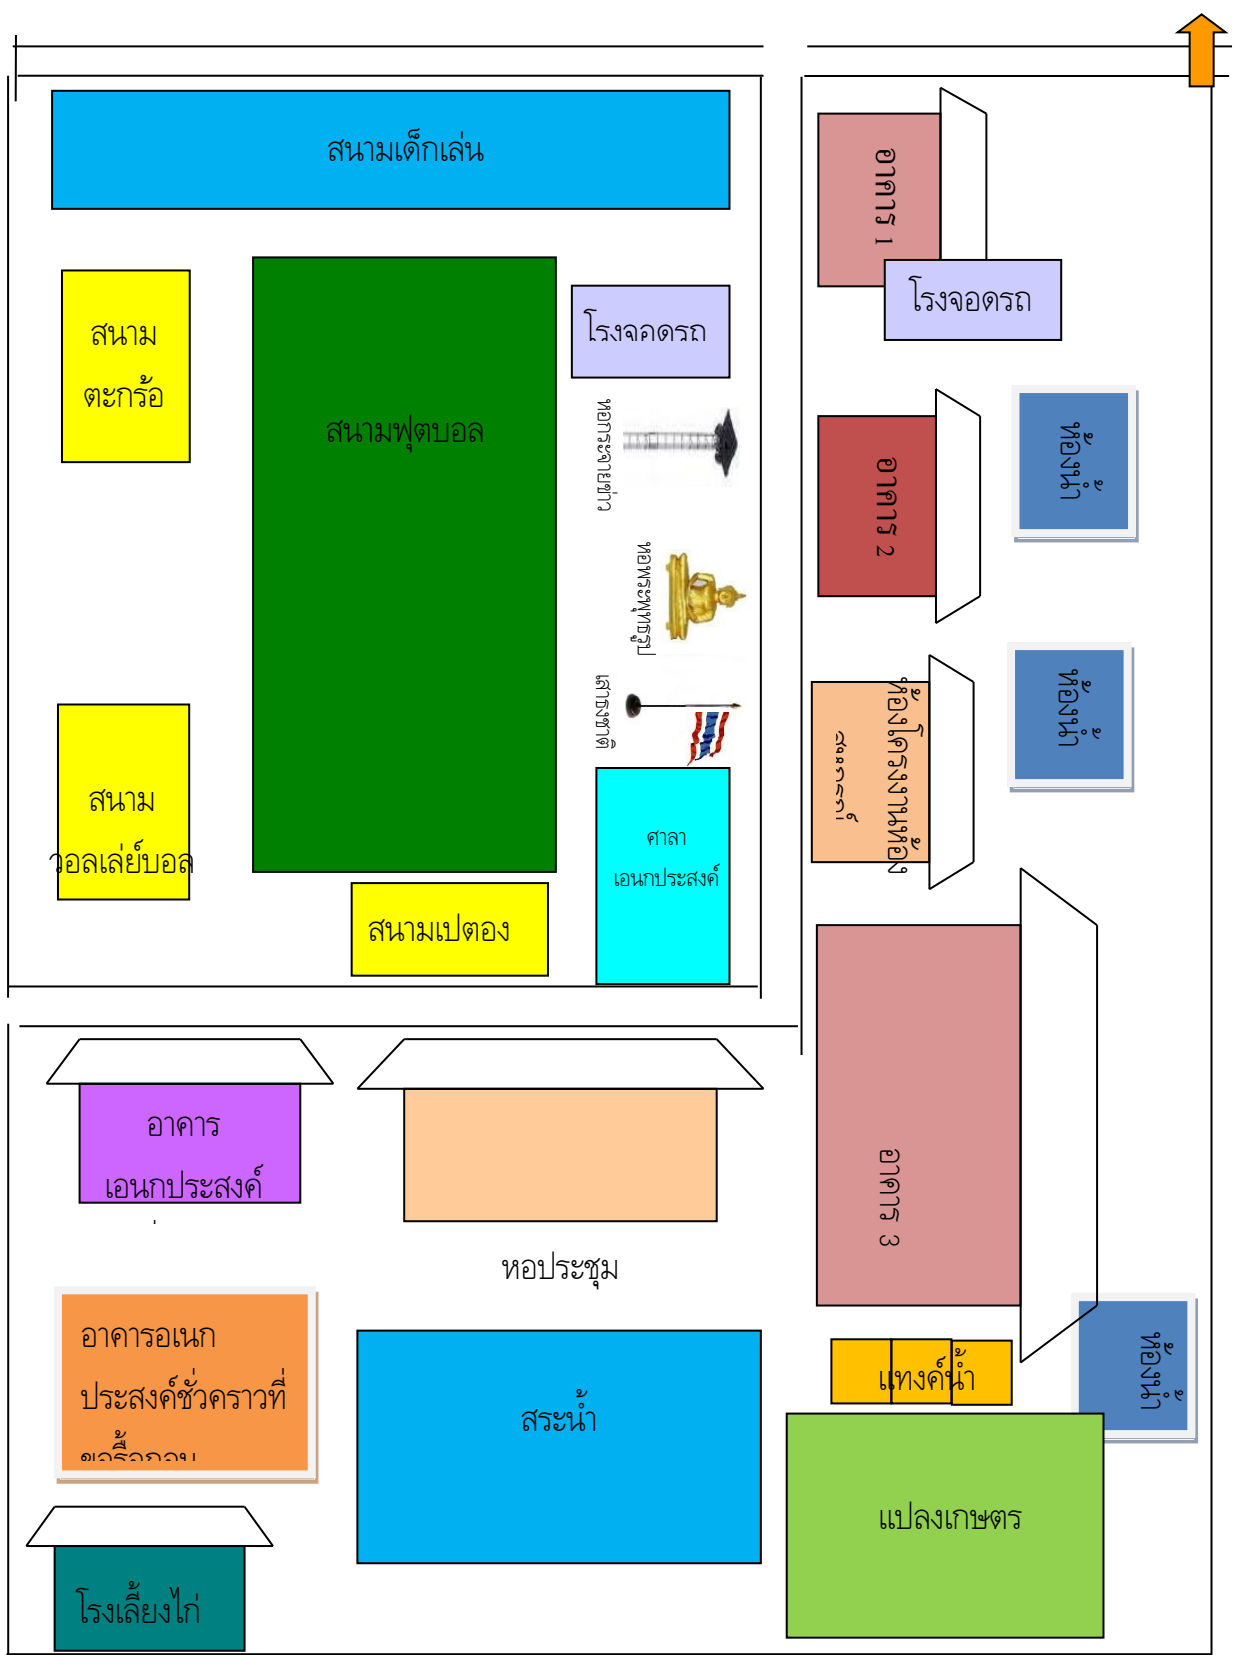 สนามเด็กเล่น
อาคาร 1
โรงจอดรถ
สนาม
ตะกร้อ
สนามฟุตบอล
โรงจอดรถ
หอกระจายข่าว
หอพระพุทธรูป
เสาธงชาติ
อาคาร 2
ห้องน้ำ
ห้องน้ำ
ห้องโครงงานห้อง
สหกรณ์
สนาม
วอลเล่ย์บอล
ศาลา
เอนกประสงค์
สนามเปตอง
อาคาร
เอนกประสงค์
หอประชุม
อาคาร 3
อาคารอเนก
ประสงค์ชั่วคราวที่
ขอรื้อถอน
สระน้ำ
แทงค์น้ำ
ห้องน้ำ
แปลงเกษตร
โรงเลี้ยงไก่